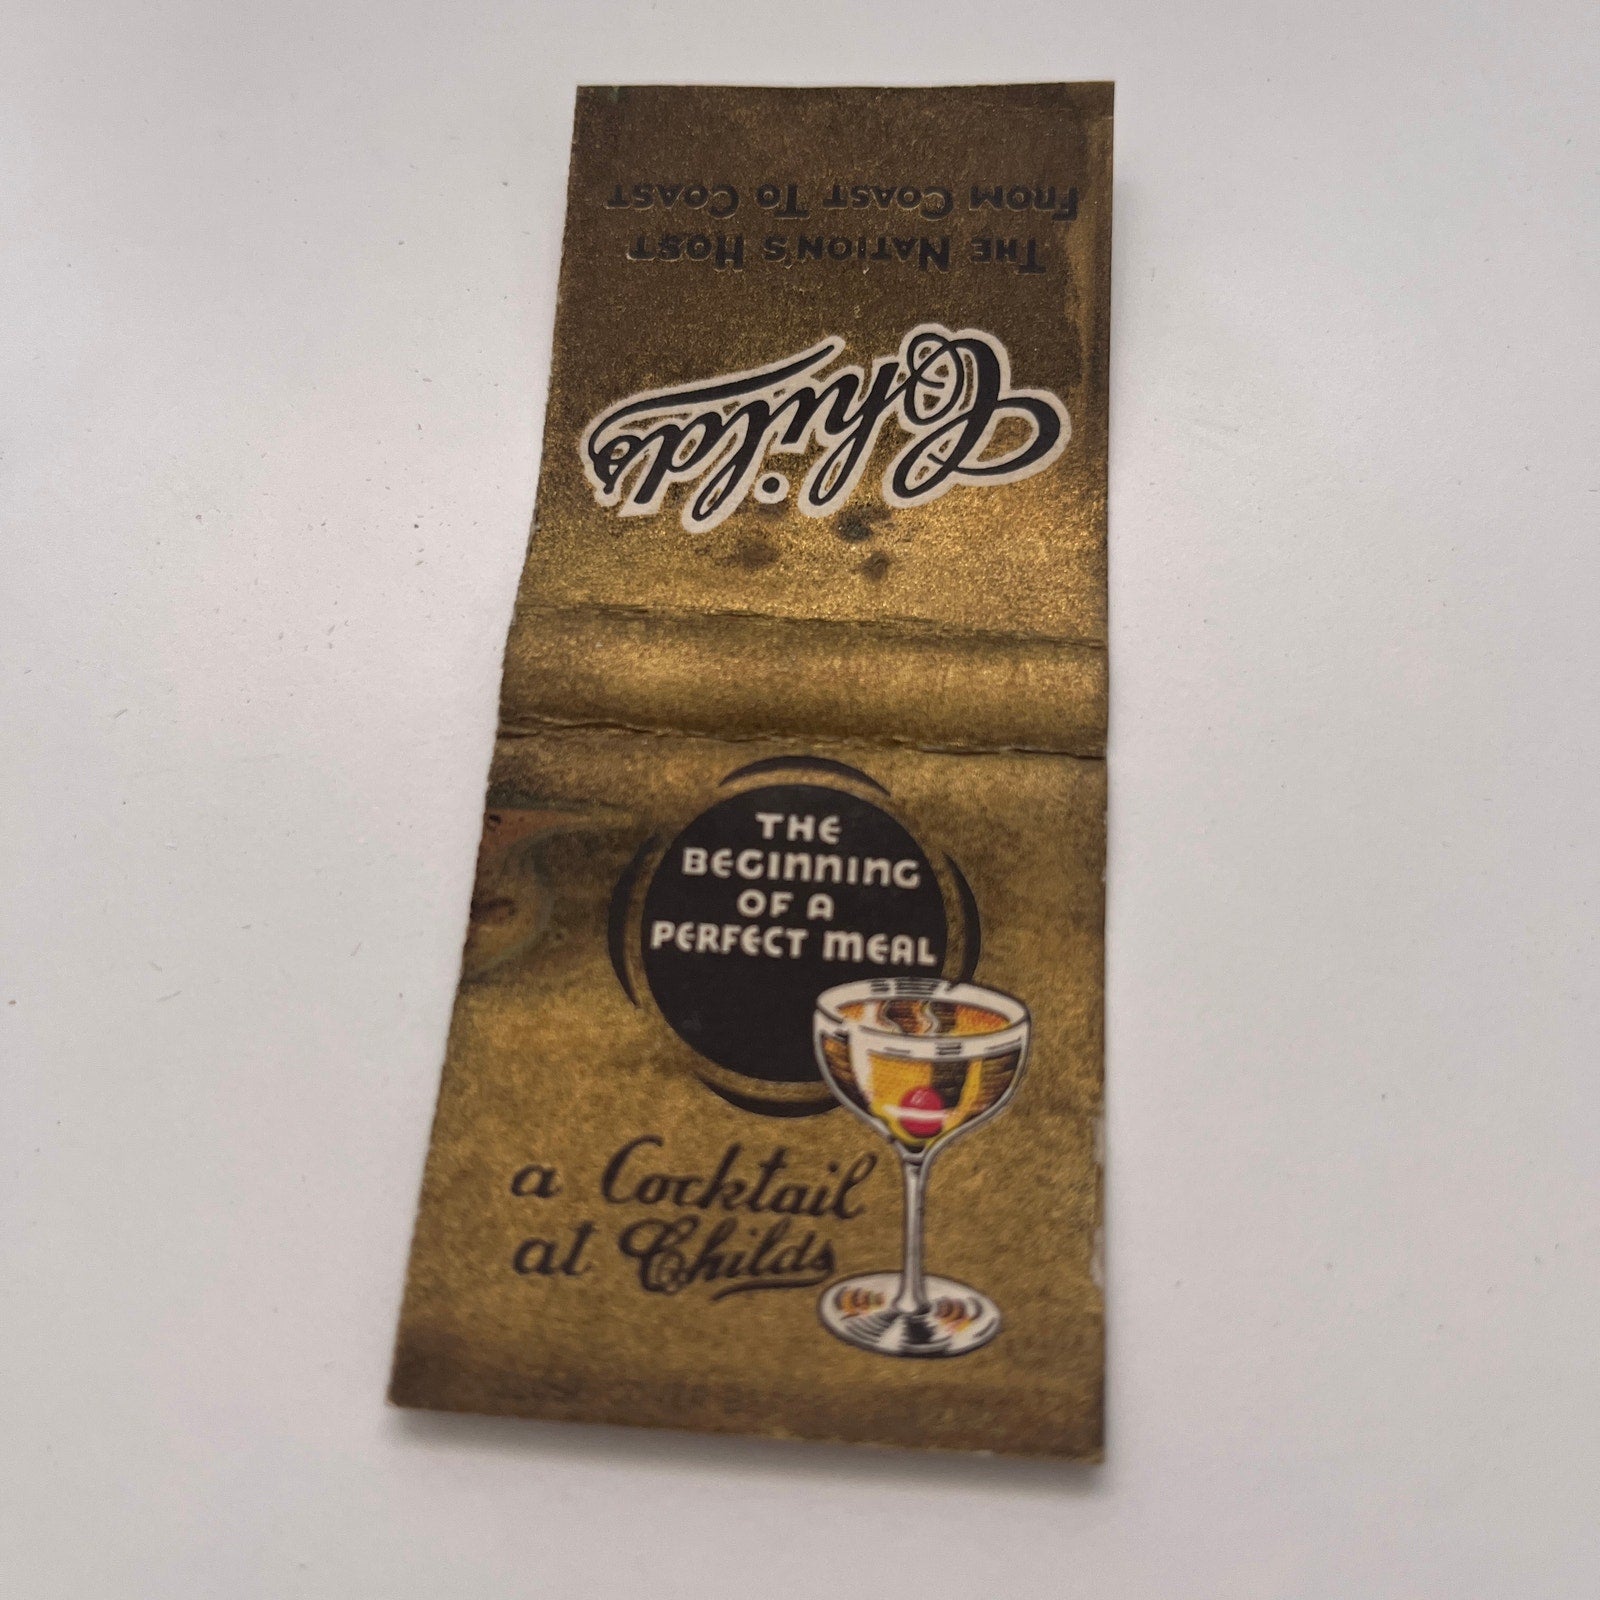 Childs
THE NATION'S HOST
FROM COAST TO COAST
THE
BEGINNING
OF A
PERFECT MEAL
a Cocktail
at Childs